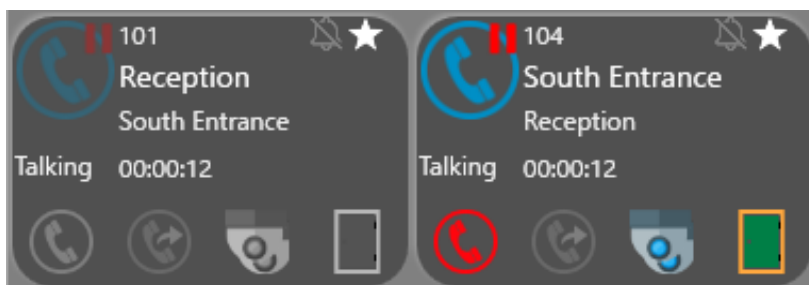 101
Reception
South Entrance
Talking 00:00:12
104
South Entrance
Reception
Talking 00:00:12